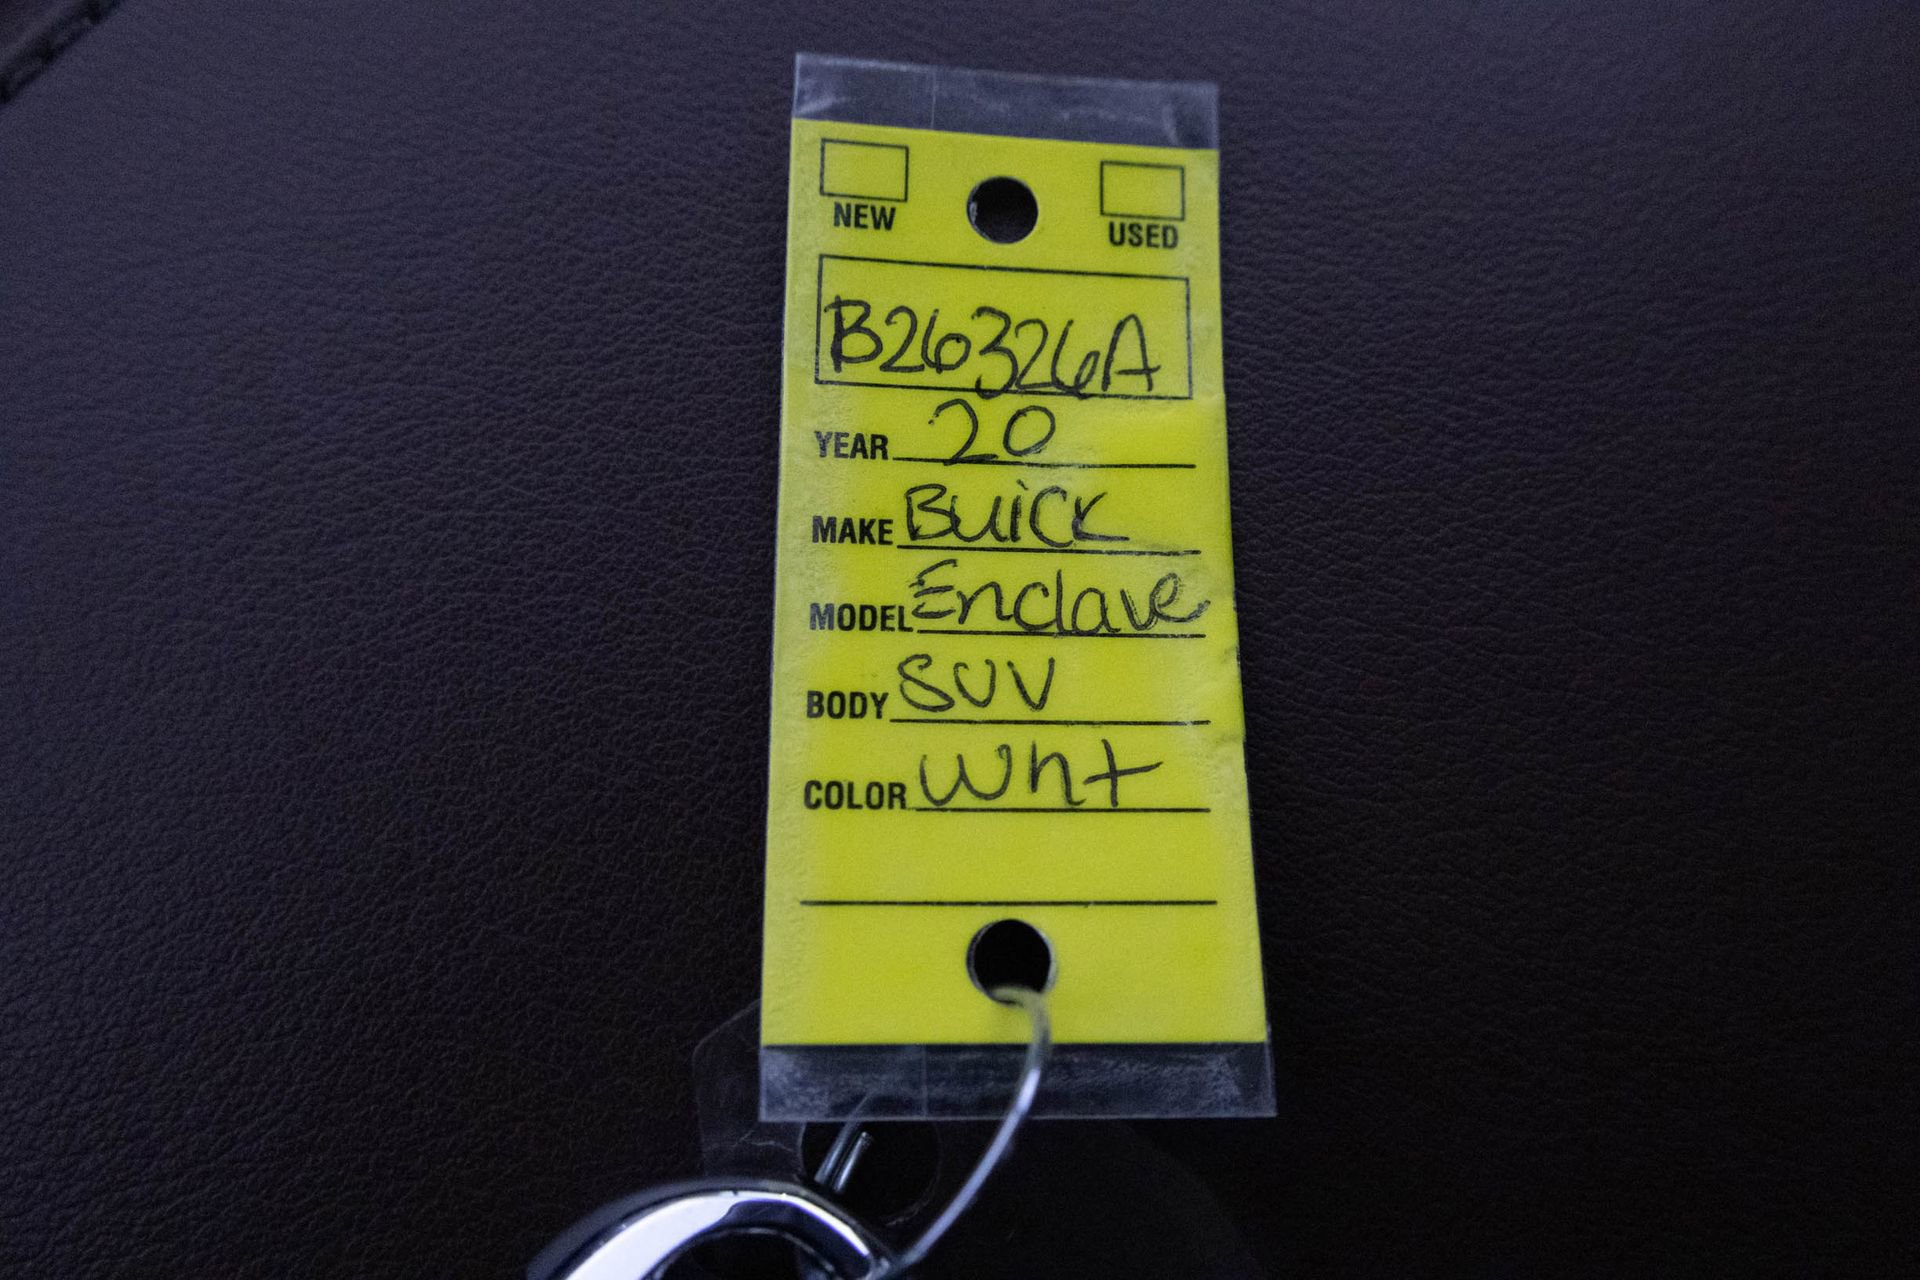 NEW USED
B26326A
YEAR 20
MAKE Buick
MODEL Enclave
BODY SUV
COLOR Wht